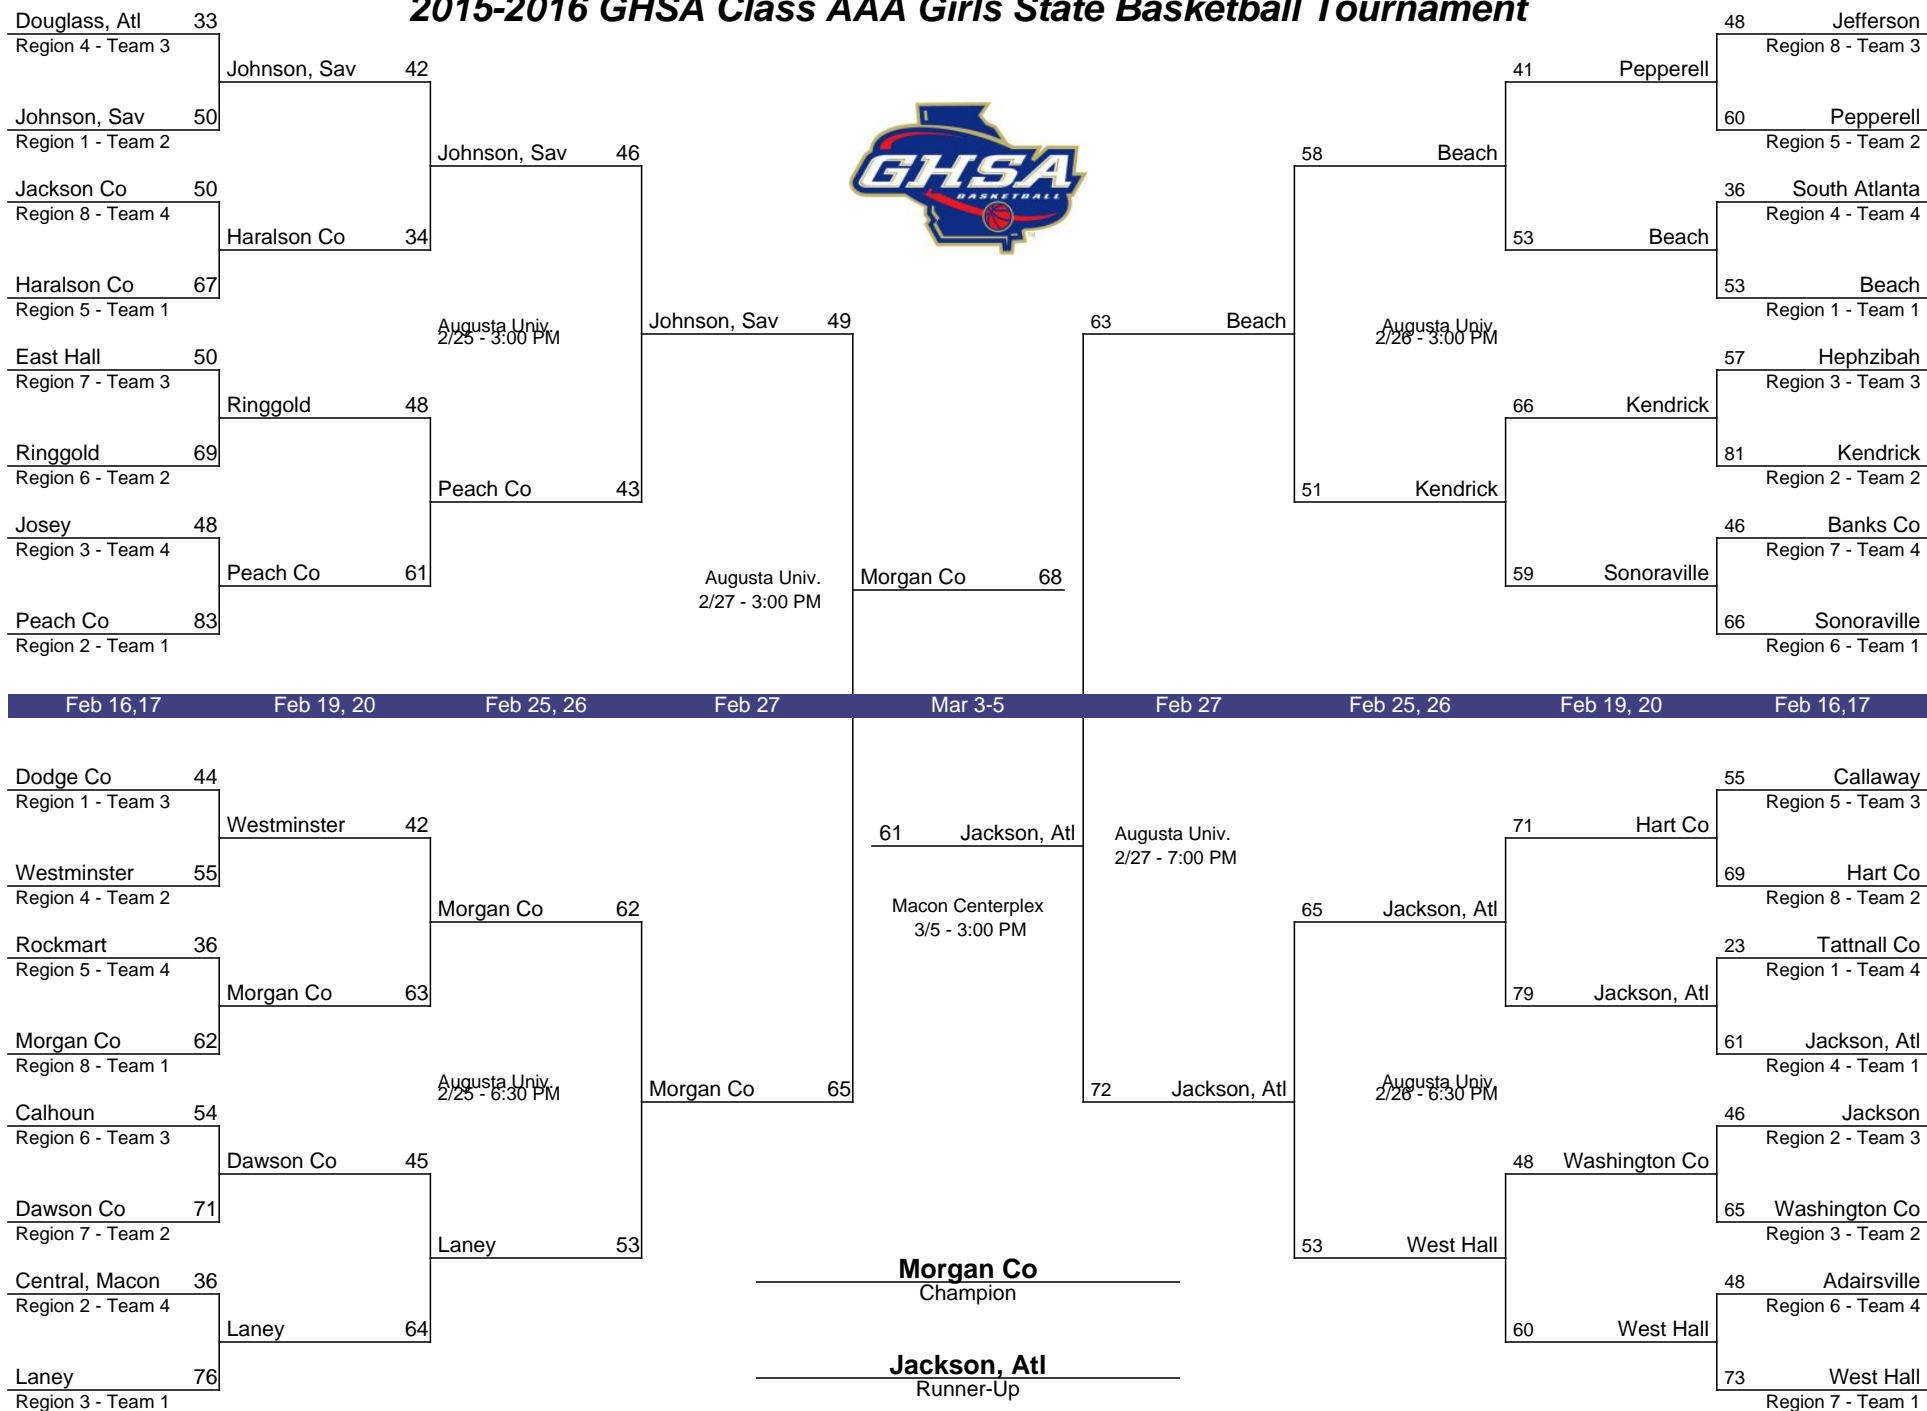 2015-2016 GHSA Class AAA Girls State Basketball Tournament
Douglass, Atl 33
Region 4 - Team 3
Johnson, Sav 42
Johnson, Sav 50
Region 1 - Team 2
Johnson, Sav 46
Jackson Co 50
Region 8 - Team 4
Haralson Co 34
Haralson Co 67
Region 5 - Team 1
Augusta Univ.
2/25 - 3:00 PM
Johnson, Sav 49
East Hall 50
Region 7 - Team 3
Ringgold 48
Ringgold 69
Region 6 - Team 2
Peach Co 43
Josey 48
Region 3 - Team 4
Peach Co 61
Peach Co 83
Region 2 - Team 1
Augusta Univ.
2/27 - 3:00 PM
Morgan Co 68
GHSA
BASKETBALL
TM
48 Jefferson
Region 8 - Team 3
41 Pepperell
60 Pepperell
Region 5 - Team 2
58 Beach
36 South Atlanta
Region 4 - Team 4
53 Beach
53 Beach
Region 1 - Team 1
63 Beach
Augusta Univ.
2/26 - 3:00 PM
57 Hephzibah
Region 3 - Team 3
66 Kendrick
81 Kendrick
Region 2 - Team 2
51 Kendrick
46 Banks Co
Region 7 - Team 4
59 Sonoraville
66 Sonoraville
Region 6 - Team 1
Feb 16,17 Feb 19, 20 Feb 25, 26 Feb 27 Mar 3-5 Feb 27 Feb 25, 26 Feb 19, 20 Feb 16,17
Dodge Co 44
Region 1 - Team 3
Westminster 42
Westminster 55
Region 4 - Team 2
Morgan Co 62
Rockmart 36
Region 5 - Team 4
Morgan Co 63
Morgan Co 62
Region 8 - Team 1
Augusta Univ.
2/25 - 6:30 PM
Morgan Co 65
Calhoun 54
Region 6 - Team 3
Dawson Co 45
Dawson Co 71
Region 7 - Team 2
Laney 53
Central, Macon 36
Region 2 - Team 4
Laney 64
Laney 76
Region 3 - Team 1
61 Jackson, Atl
Augusta Univ.
2/27 - 7:00 PM
Macon Centerplex
3/5 - 3:00 PM
55 Callaway
Region 5 - Team 3
71 Hart Co
69 Hart Co
Region 8 - Team 2
65 Jackson, Atl
23 Tattnall Co
Region 1 - Team 4
79 Jackson, Atl
61 Jackson, Atl
Region 4 - Team 1
72 Jackson, Atl
Augusta Univ.
2/26 - 6:30 PM
46 Jackson
Region 2 - Team 3
48 Washington Co
65 Washington Co
Region 3 - Team 2
53 West Hall
48 Adairsville
Region 6 - Team 4
60 West Hall
73 West Hall
Region 7 - Team 1
Morgan Co
Champion
Jackson, Atl
Runner-Up